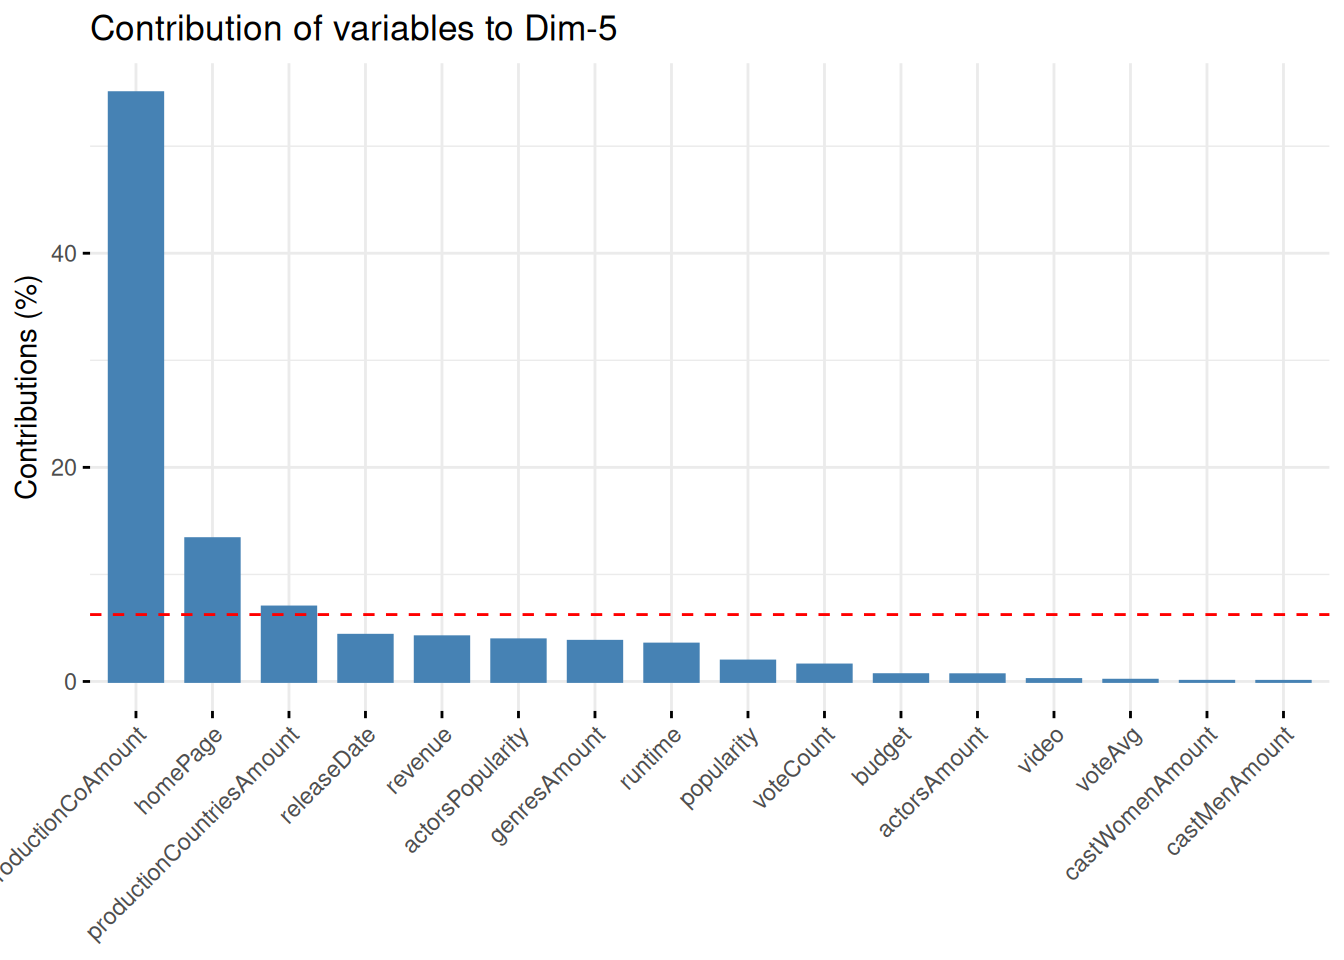 Contribution of variables to Dim-5
Contributions (%)
40
20
0
roductionCoAmount
homePage
productionCountriesAmount
releaseDate
revenue
actorsPopularity
genresAmount
runtime
popularity
voteCount
budget
actorsAmount
video
voteAvg
castWomenAmount
castMenAmount